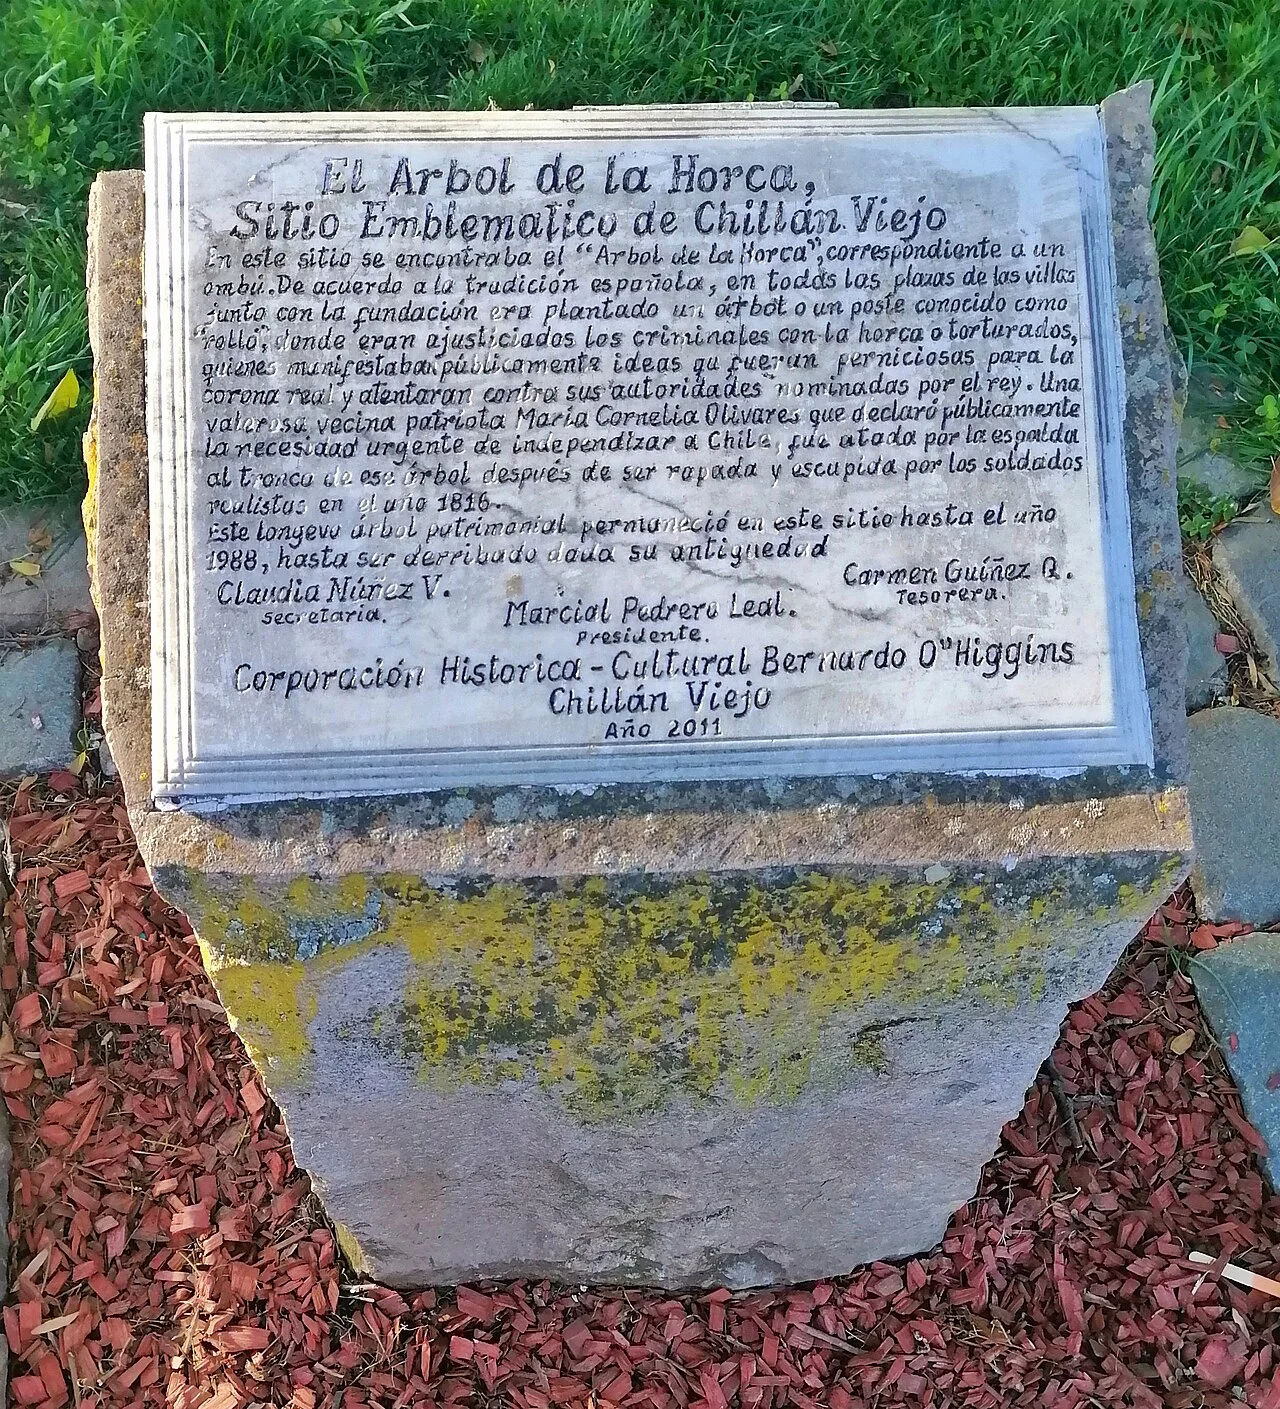 El Arbol de la Horca,
Sitio Emblematico de Chillán Viejo
En este sitio se encontraba el "Arbol de la Horca", correspondiente a un
ombú. De acuerdo a la tradición española, en todas las plazas de las villas
junto con la fundación era plantado un árbol o un poste conocido como
"rollo", donde eran ajusticiados los criminales con la horca o torturados,
quienes manifestaban públicamente ideas qu fueran perniciosas para la
corona real y atentaran contra sus autoridades nominadas por el rey. Una
valerosa vecina patriota Maria Cornelia Olivares que declaró públicamente
la necesidad urgente de independizar a Chile, fue atada por la espalda
al tronco de ese árbol después de ser rapada y escupida por los soldados
realistas en el año 1816.
Este longevo árbol patrimonial permaneció en este sitio hasta el año
1988, hasta ser derribado dada su antiguedad
Claudia Núñez V. Carmen Guíñez Q.
Secretaria. Tesorera.
Marcial Pedrero Leal.
Presidente.
Corporación Historica - Cultural Bernardo O"Higgins
Chillán Viejo
Año 2011